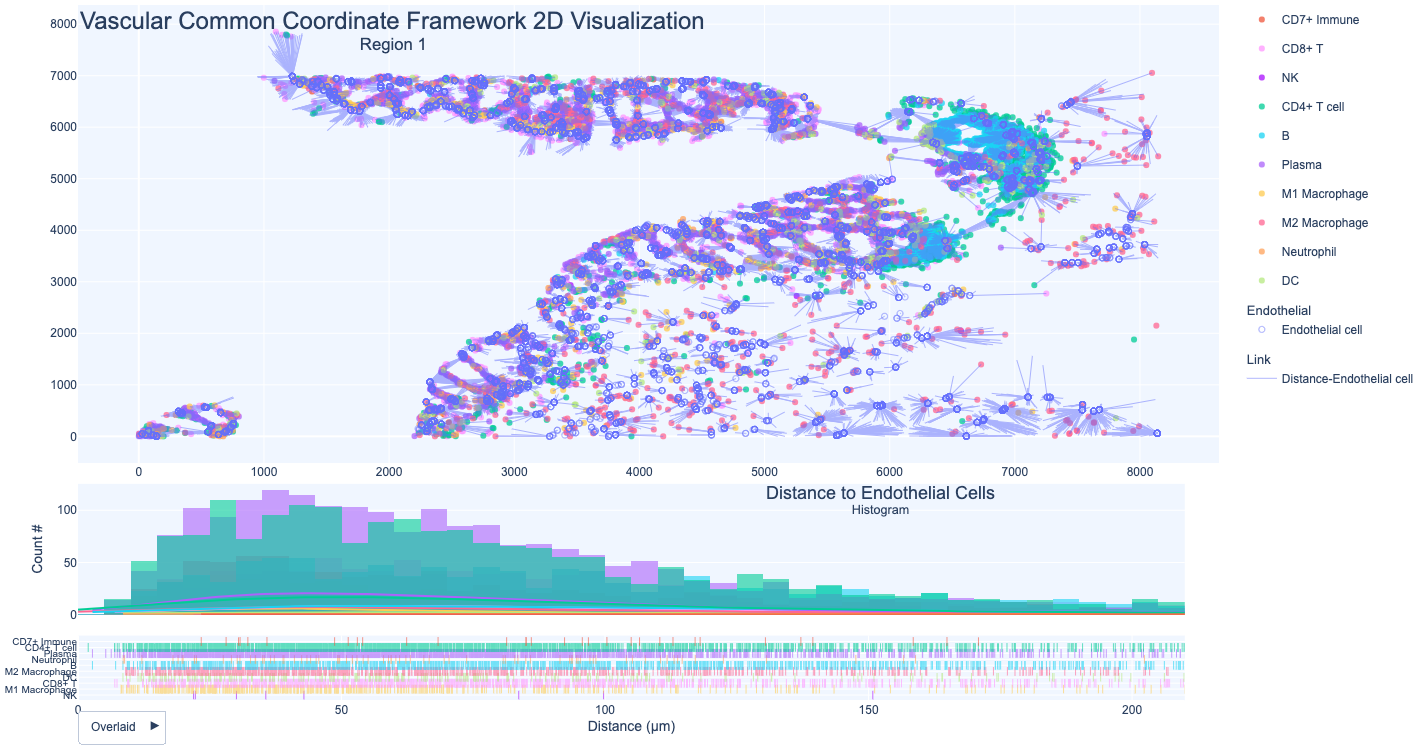 Vascular Common Coordinate Framework 2D Visualization
Region 1
8000
7000
6000
5000
4000
3000
2000
1000
0
0 1000 2000 3000 4000 5000 6000 7000 8000
CD7+ Immune
CD8+ T
NK
CD4+ T cell
B
Plasma
M1 Macrophage
M2 Macrophage
Neutrophil
DC
Endothelial
Endothelial cell
Link
Distance-Endothelial cell
Distance to Endothelial Cells
Histogram
Count #
100
50
0
CD7+ Immune
CD4+ T cell
Plasma
Neutrophil
B
M2 Macrophage
DC
CD8+ T
M1 Macrophage
NK
0 50 100 150 200
Distance (μm)
Overlaid ►